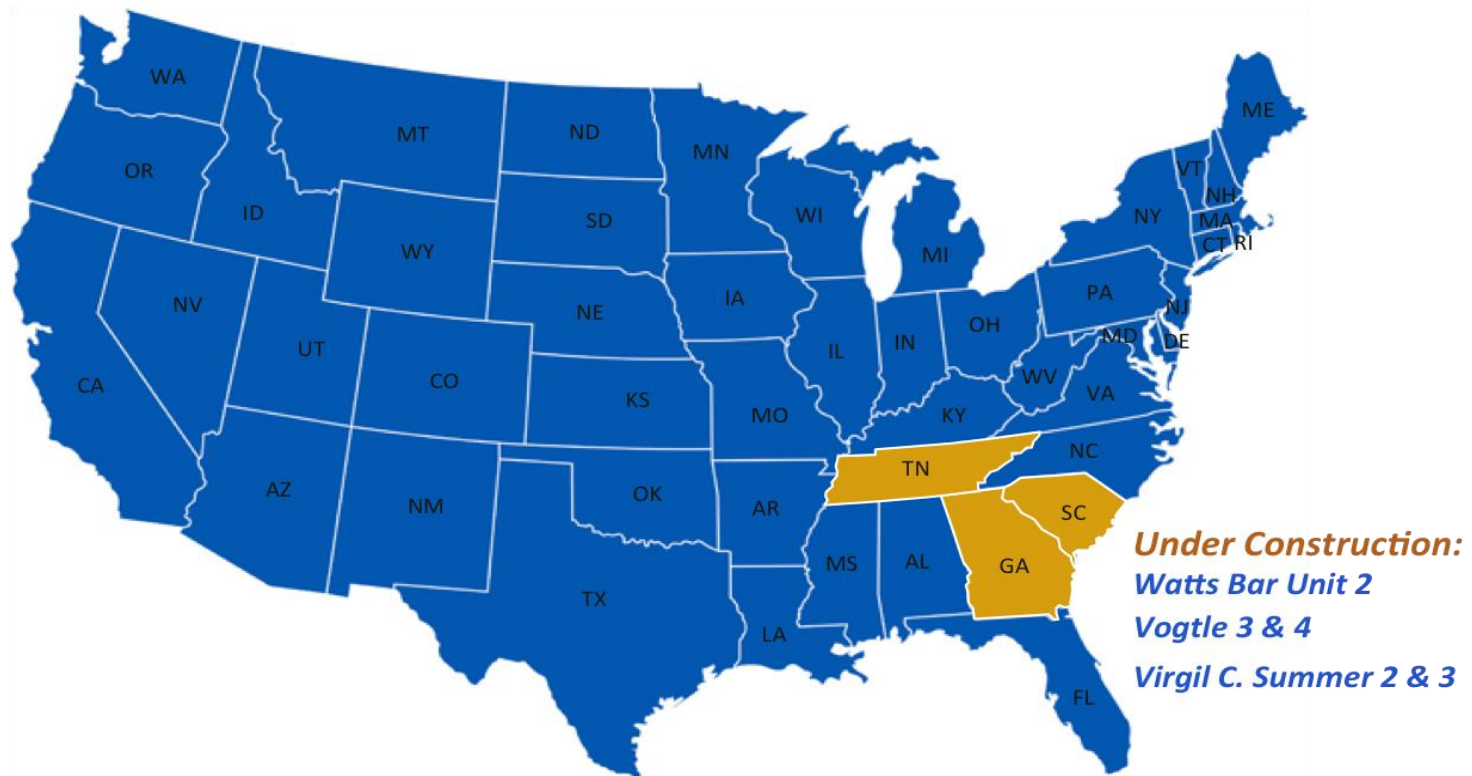 WA
MT
ND
MN
ME
OR
ID
SD
WI
VT
NH
NY
MA
CT RI
WY
MI
NV
NE
IA
PA
NJ
UT
CO
IL
IN
OH
MD
DE
CA
KS
MO
WV
VA
KY
NC
AZ
NM
OK
AR
TN
SC
TX
LA
MS
AL
GA
FL
Under Construction:
Watts Bar Unit 2
Vogtle 3 & 4
Virgil C. Summer 2 & 3